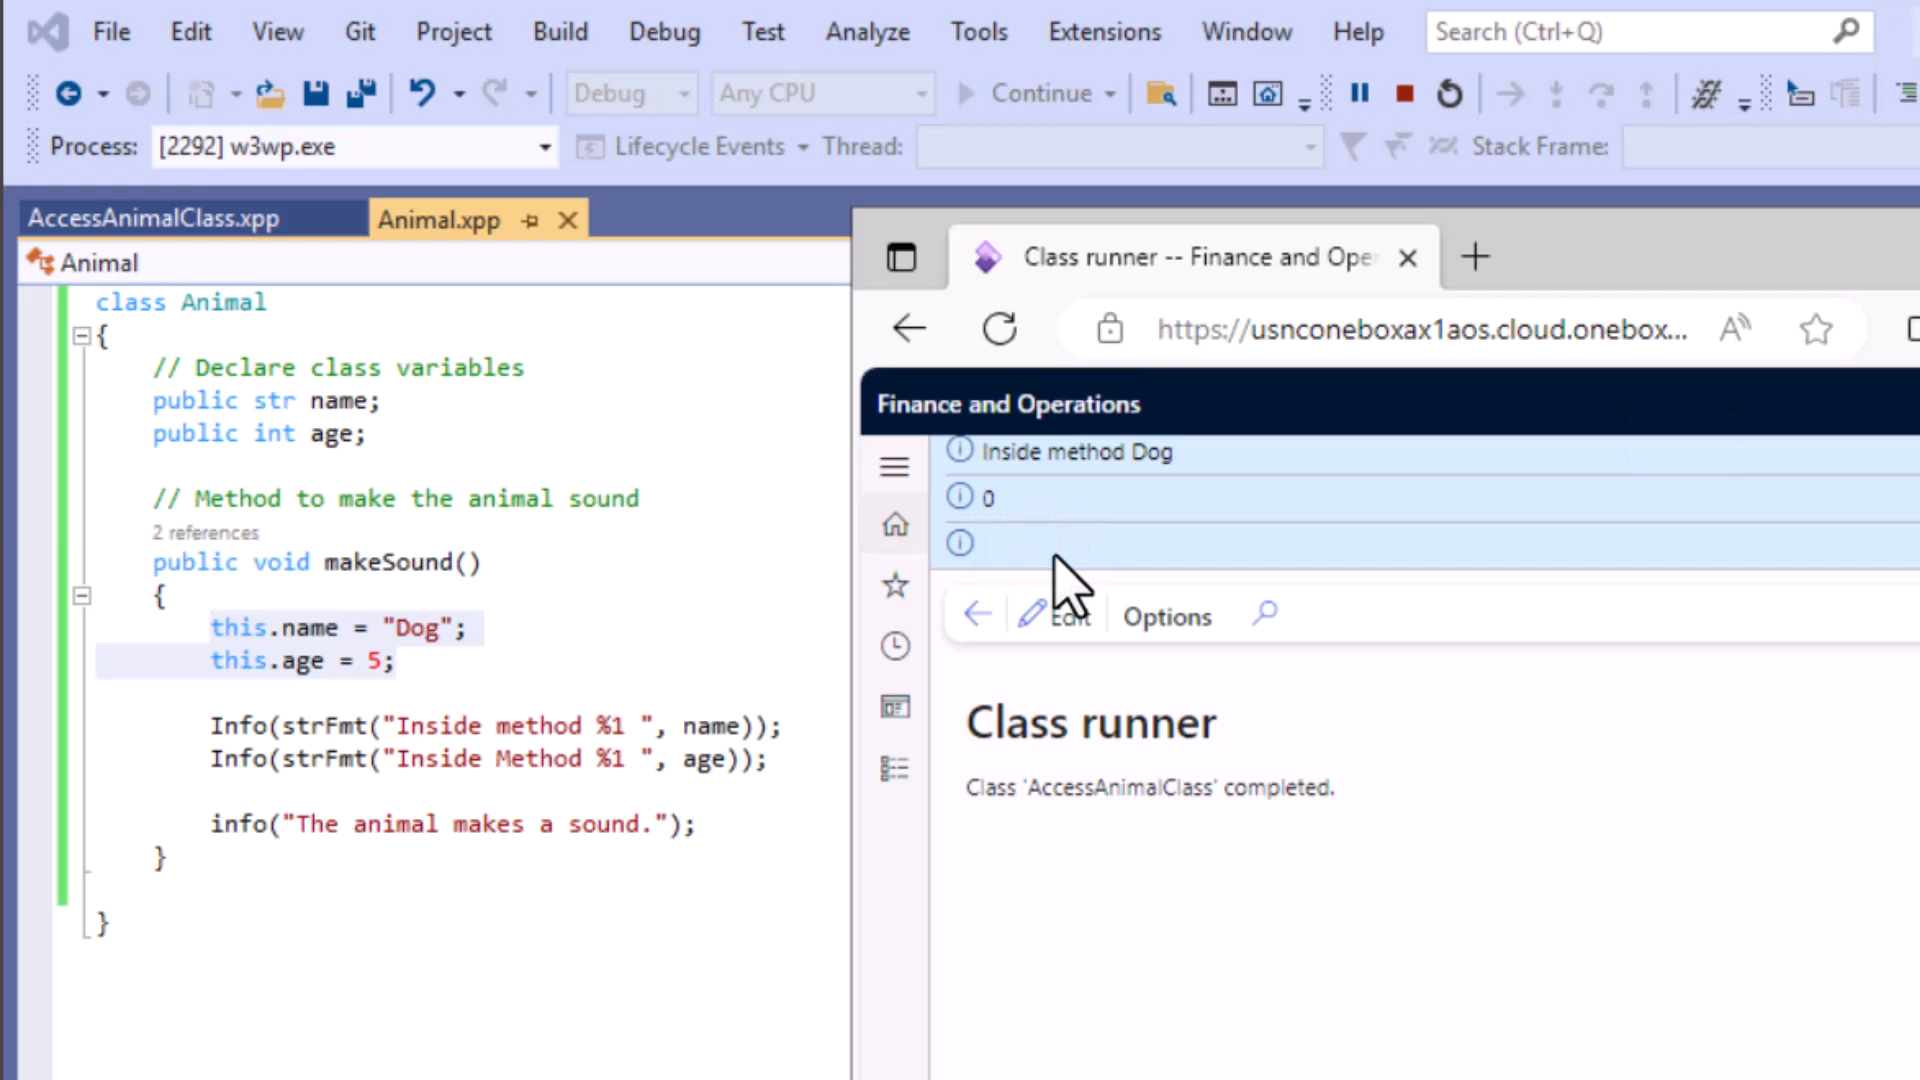 File Edit View Git Project Build Debug Test Analyze Tools Extensions Window Help Search (Ctrl+Q)
Debug Any CPU Continue
Process: [2292] w3wp.exe Lifecycle Events Thread: Stack Frame:
AccessAnimalClass.xpp Animal.xpp
Animal
class Animal
{
// Declare class variables
public str name;
public int age;
// Method to make the animal sound
2 references
public void makeSound()
{
this.name = "Dog";
this.age = 5;
Info(strFmt("Inside method %1 ", name));
Info(strFmt("Inside Method %1 ", age));
info("The animal makes a sound.");
}
}
Class runner -- Finance and Oper
https://usnconeboxax1aos.cloud.onebox...
Finance and Operations
Inside method Dog
0
Edit Options
Class runner
Class 'AccessAnimalClass' completed.